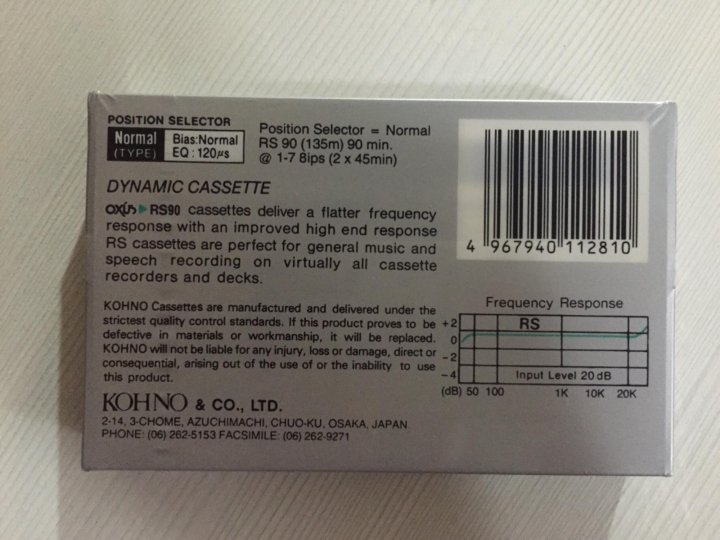 POSITION SELECTOR
Normal (TYPE)
Bias:Normal
EQ : 120μs
Position Selector = Normal
RS 90 (135m) 90 min.
@ 1-7 8ips (2 x 45min)
DYNAMIC CASSETTE
oxus RS90 cassettes deliver a flatter frequency
response with an improved high end response
RS cassettes are perfect for general music and
speech recording on virtually all cassette
recorders and decks.
4 967940 112810
KOHNO Cassettes are manufactured and delivered under the
strictest quality control standards. If this product proves to be
defective in materials or workmanship, it will be replaced.
KOHNO will not be liable for any injury, loss or damage, direct or
consequential, arising out of the use of or the inability to use
this product.
KOHNO & CO., LTD.
2-14, 3-CHOME, AZUCHIMACHI, CHUO-KU, OSAKA, JAPAN
PHONE: (06) 262-5153 FACSIMILE: (06) 262-9271
Frequency Response
+2
RS
0
-2
-4
Input Level 20 dB
(dB) 50 100 1K 10K 20K